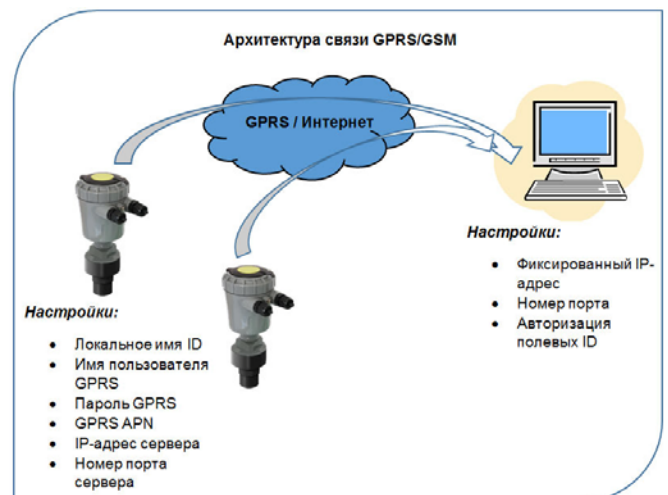 Архитектура связи GPRS/GSM
GPRS / Интернет
Настройки:
• Локальное имя ID
• Имя пользователя
GPRS
• Пароль GPRS
• GPRS APN
• IP-адрес сервера
• Номер порта
сервера
Настройки:
• Фиксированный IP-
адрес
• Номер порта
• Авторизация
полевых ID